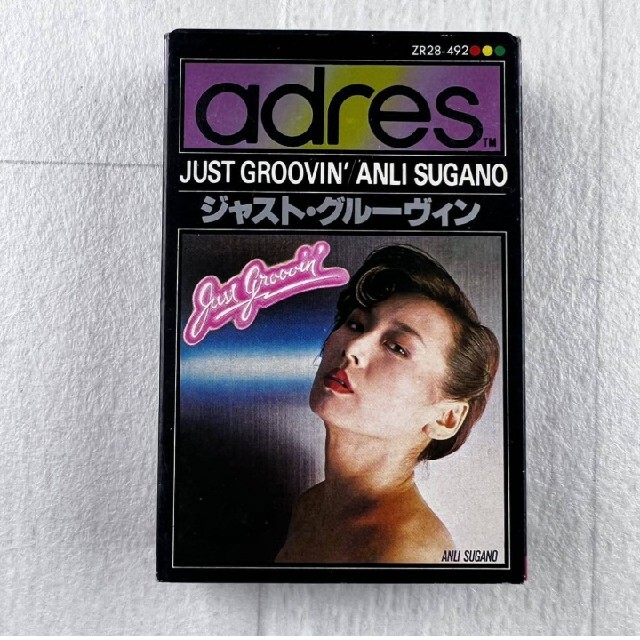 ZR28-492
adres™
JUST GROOVIN'/ANLI SUGANO
ジャスト・グルーヴィン
Just Groovin'
ANLI SUGANO